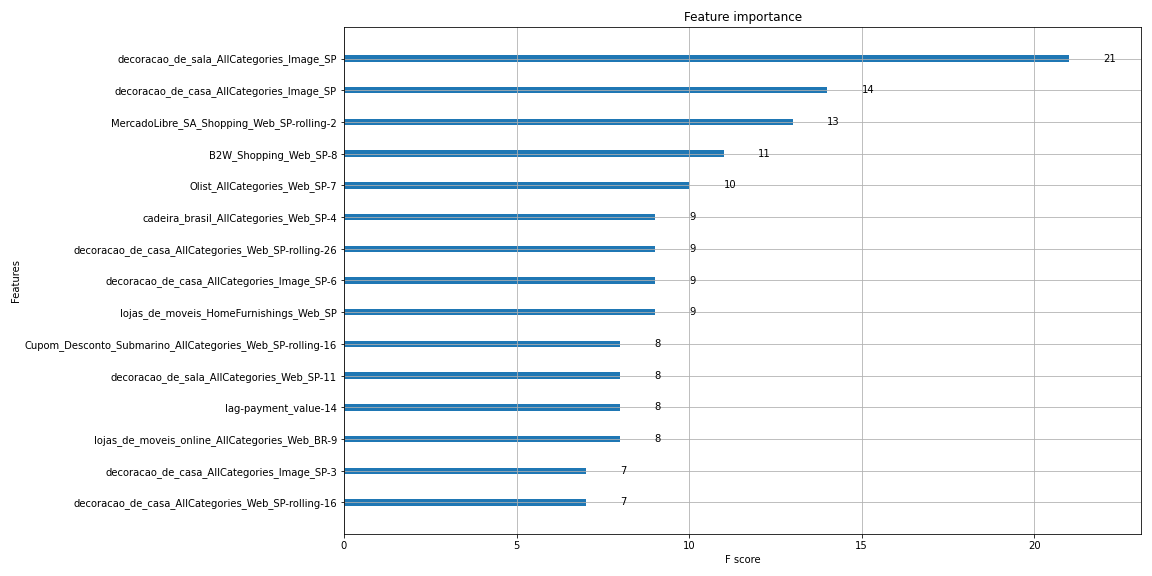 Feature importance
decoracao_de_sala_AllCategories_Image_SP 21
decoracao_de_casa_AllCategories_Image_SP 14
MercadoLibre_SA_Shopping_Web_SP-rolling-2 13
B2W_Shopping_Web_SP-8 11
Olist_AllCategories_Web_SP-7 10
cadeira_brasil_AllCategories_Web_SP-4 9
decoracao_de_casa_AllCategories_Web_SP-rolling-26 9
decoracao_de_casa_AllCategories_Image_SP-6 9
lojas_de_moveis_HomeFurnishings_Web_SP 9
Cupom_Desconto_Submarino_AllCategories_Web_SP-rolling-16 8
decoracao_de_sala_AllCategories_Web_SP-11 8
lag-payment_value-14 8
lojas_de_moveis_online_AllCategories_Web_BR-9 8
decoracao_de_casa_AllCategories_Image_SP-3 7
decoracao_de_casa_AllCategories_Web_SP-rolling-16 7
Features
0 5 10 15 20
F score